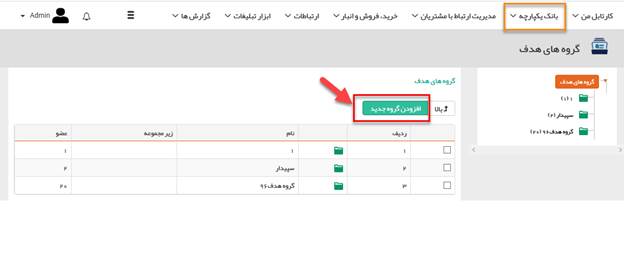 کارتابل من بانک یکپارچه مدیریت ارتباط با مشتریان خرید، فروش و انبار ارتباطات ابزار تبلیغات گزارش ها Admin
گروه های هدف
گروه های هدف
۱ (۱)
سپیدار (۲)
گروه هدف ۹۶ (۲۰)
گروه های هدف
بالا افزودن گروه جدید
ردیف نام زیر مجموعه عضو
۱ ۱ ۱
۲ سپیدار ۲
۳ گروه هدف ۹۶ ۲۰